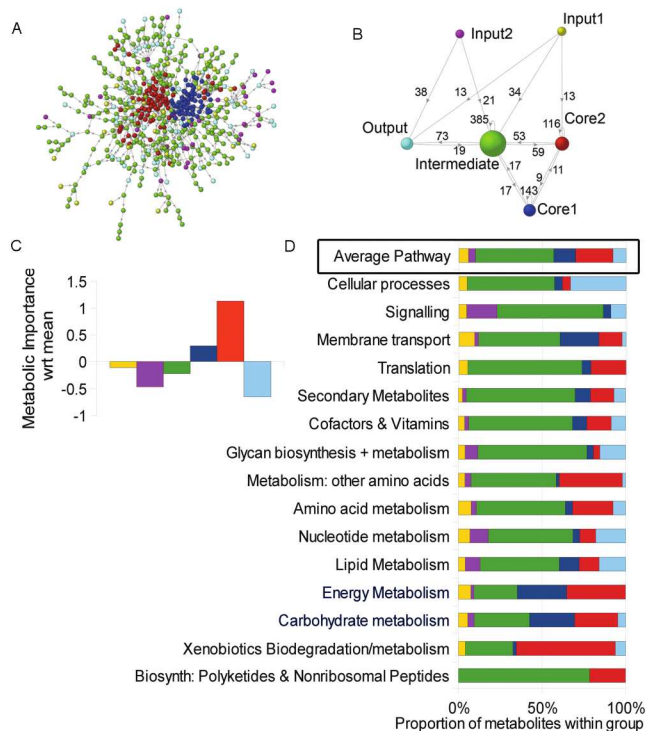 A
B
Input1
Input2
38
13
21
34
13
385
116
Core2
Output
73
53
19
59
Intermediate
17
11
9
17
143
Core1
C
D
Metabolic Importance
wrt mean
1.5
1
0.5
0
-0.5
-1
Average Pathway
Cellular processes
Signalling
Membrane transport
Translation
Secondary Metabolites
Cofactors & Vitamins
Glycan biosynthesis + metabolism
Metabolism: other amino acids
Amino acid metabolism
Nucleotide metabolism
Lipid Metabolism
Energy Metabolism
Carbohydrate metabolism
Xenobiotics Biodegradation/metabolism
Biosynth: Polyketides & Nonribosomal Peptides
0% 50% 100%
Proportion of metabolites within group